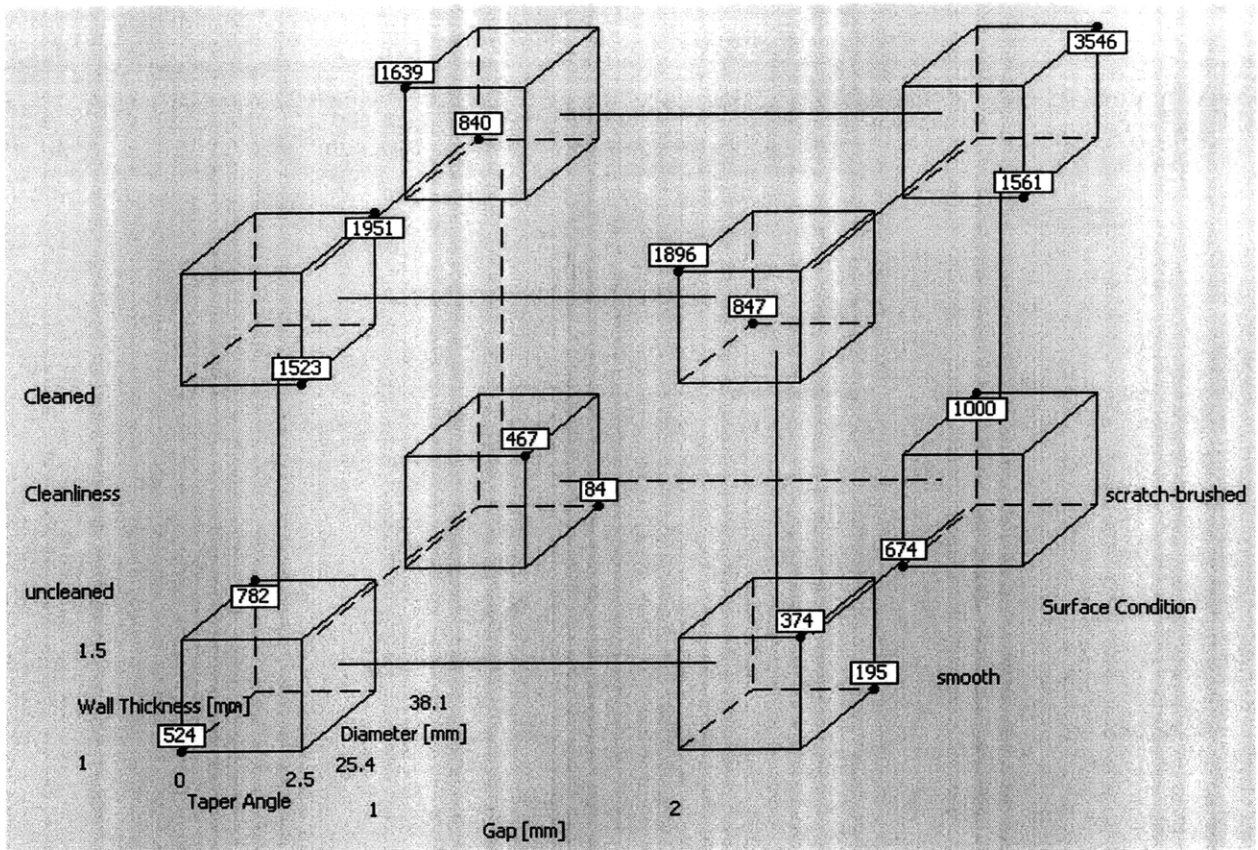 3546
1639
840
1561
1951
1896
847
1523
Cleaned
1000
467
84
Cleanliness
scratch-brushed
674
uncleaned
782
Surface Condition
374
1.5
195
smooth
Wall Thickness [mm]
38.1
524
Diameter [mm]
1
25.4
0
2.5
Taper Angle
1
2
Gap [mm]